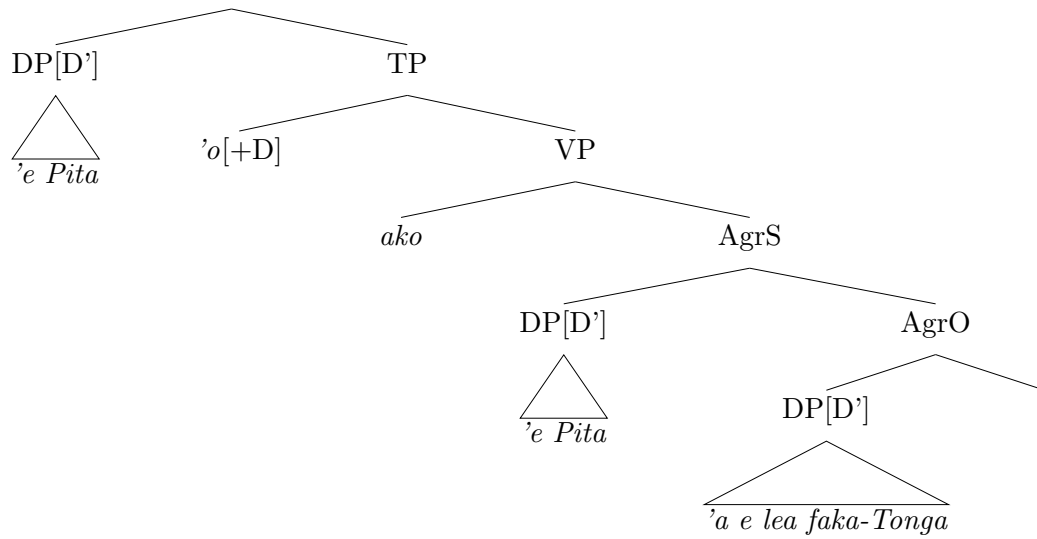 DP[D'] TP
'e Pita 'o[+D] VP
ako AgrS
DP[D'] AgrO
'e Pita DP[D']
'a e lea faka-Tonga